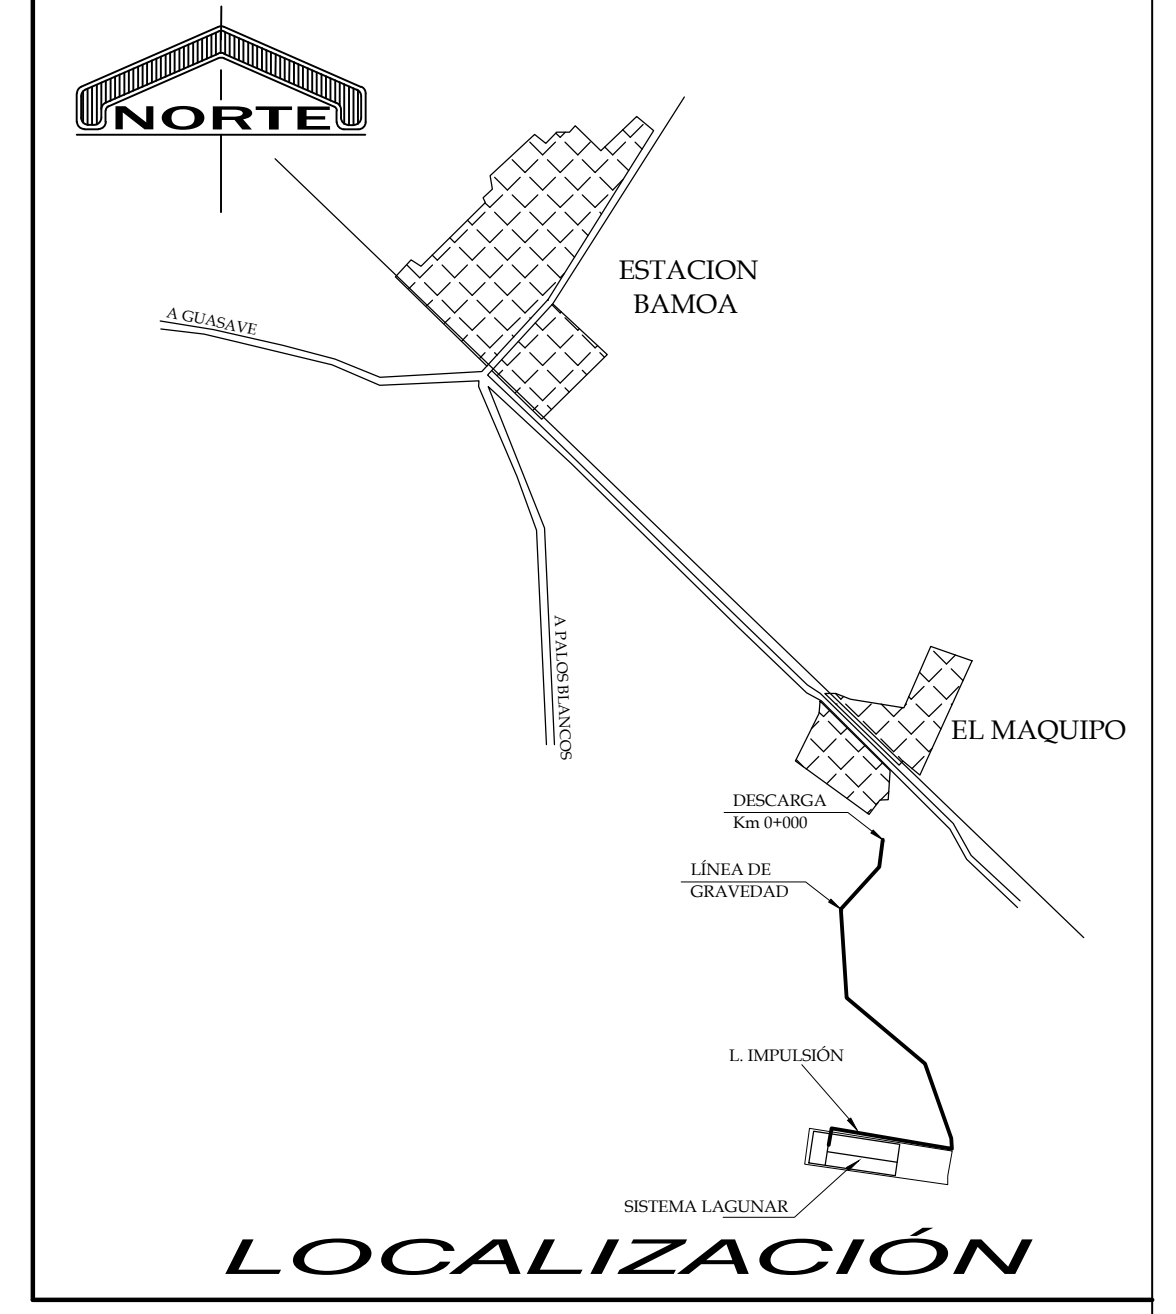 NORTE
ESTACION
BAMOA
A GUASAVE
A PALOS BLANCOS
EL MAQUIPO
DESCARGA
Km 0+000
LÍNEA DE
GRAVEDAD
L. IMPULSIÓN
SISTEMA LAGUNAR
LOCALIZACIÓN